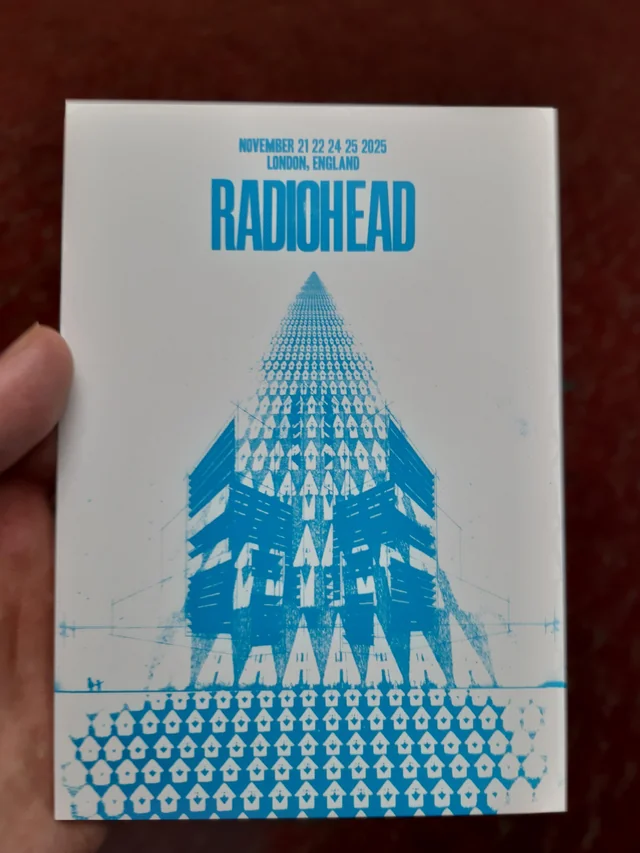 NOVEMBER 21 22 24 25 2025
LONDON, ENGLAND
RADIOHEAD